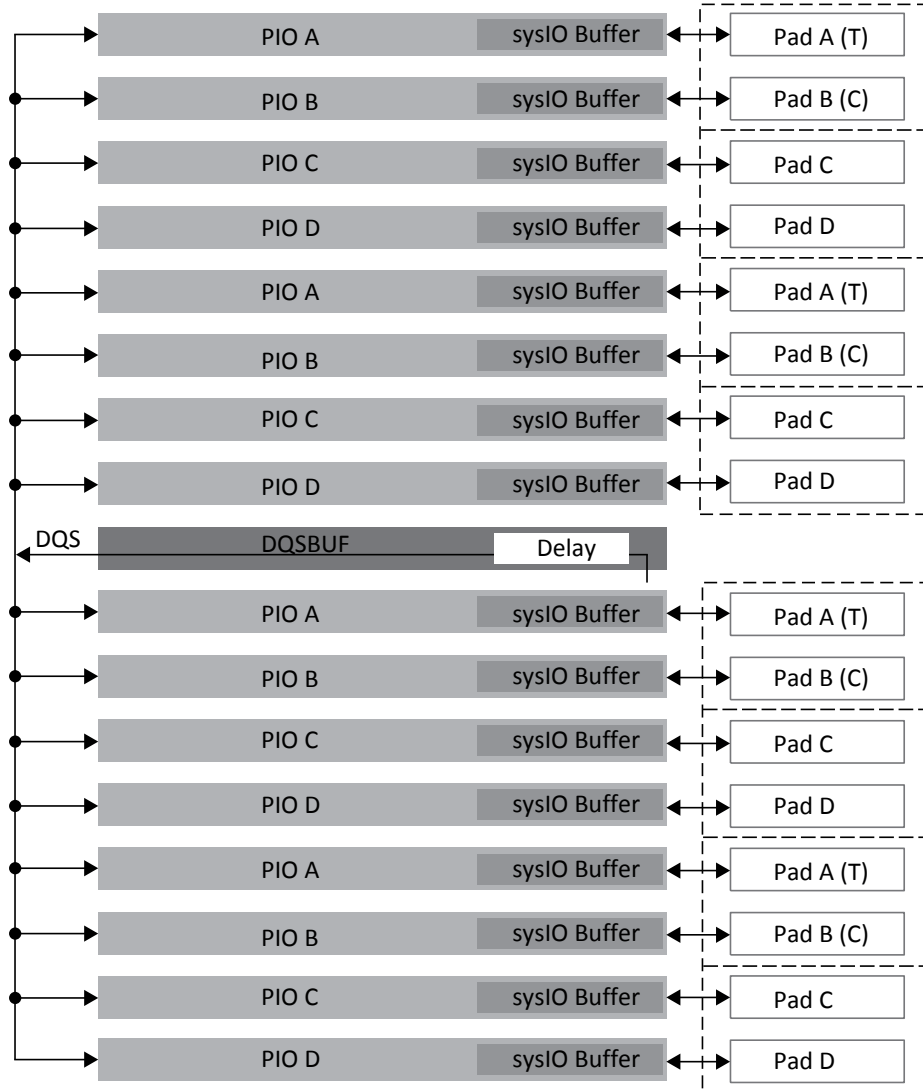 PIO A sysIO Buffer Pad A (T)
PIO B sysIO Buffer Pad B (C)
PIO C sysIO Buffer Pad C
PIO D sysIO Buffer Pad D
PIO A sysIO Buffer Pad A (T)
PIO B sysIO Buffer Pad B (C)
PIO C sysIO Buffer Pad C
PIO D sysIO Buffer Pad D
DQS DQSBUF Delay
PIO A sysIO Buffer Pad A (T)
PIO B sysIO Buffer Pad B (C)
PIO C sysIO Buffer Pad C
PIO D sysIO Buffer Pad D
PIO A sysIO Buffer Pad A (T)
PIO B sysIO Buffer Pad B (C)
PIO C sysIO Buffer Pad C
PIO D sysIO Buffer Pad D